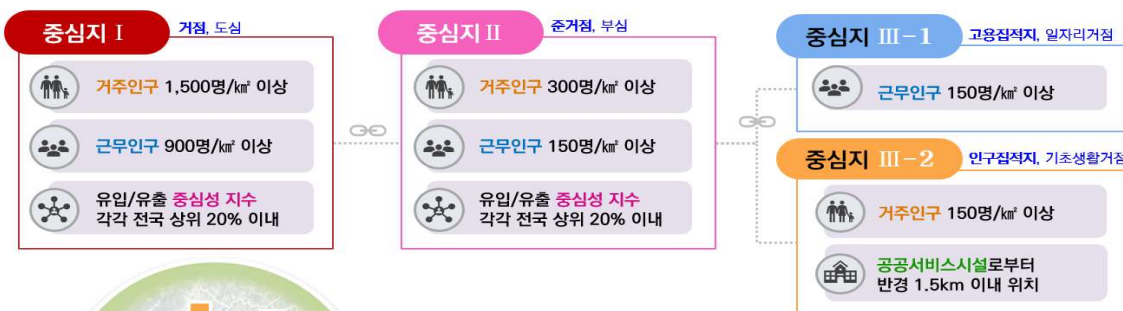 중심지 Ⅰ
거점, 도심
거주인구 1,500명/㎢ 이상
근무인구 900명/㎢ 이상
유입/유출 중심성 지수
각각 전국 상위 20% 이내
중심지 Ⅱ
준거점, 부심
거주인구 300명/㎢ 이상
근무인구 150명/㎢ 이상
유입/유출 중심성 지수
각각 전국 상위 20% 이내
중심지 Ⅲ-1
고용집적지, 일자리거점
근무인구 150명/㎢ 이상
중심지 Ⅲ-2
인구집적지, 기초생활거점
거주인구 150명/㎢ 이상
공공서비스시설로부터
반경 1.5km 이내 위치